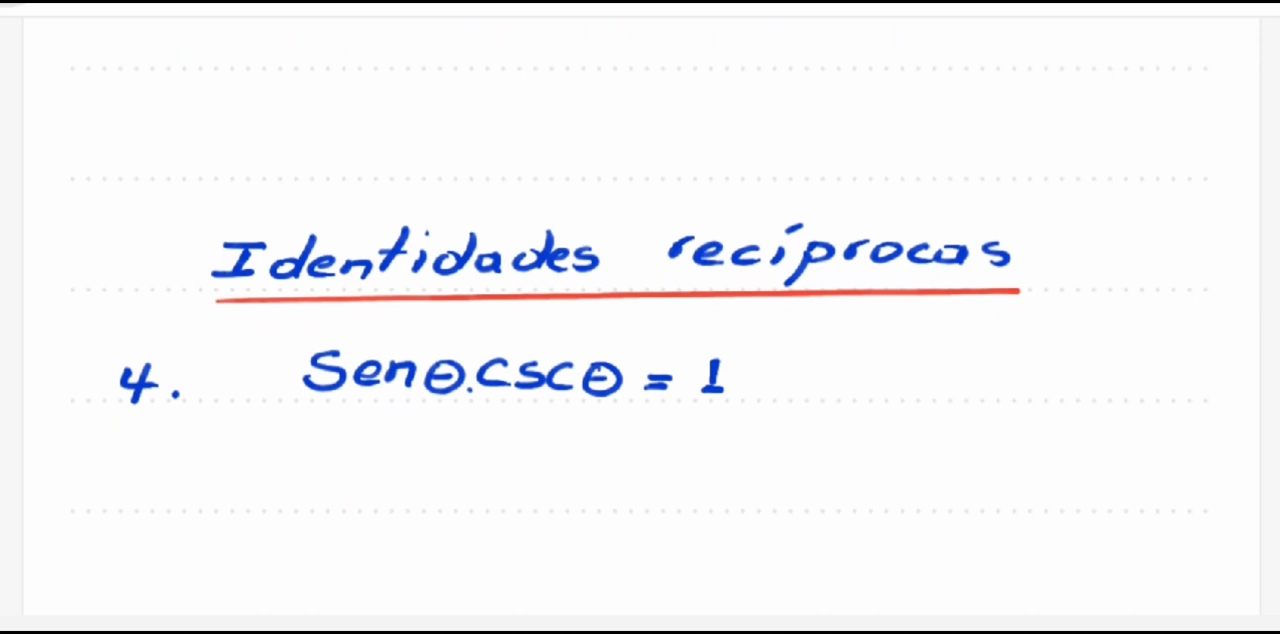 Identidades recíprocas
4. Senθ.cscθ = 1